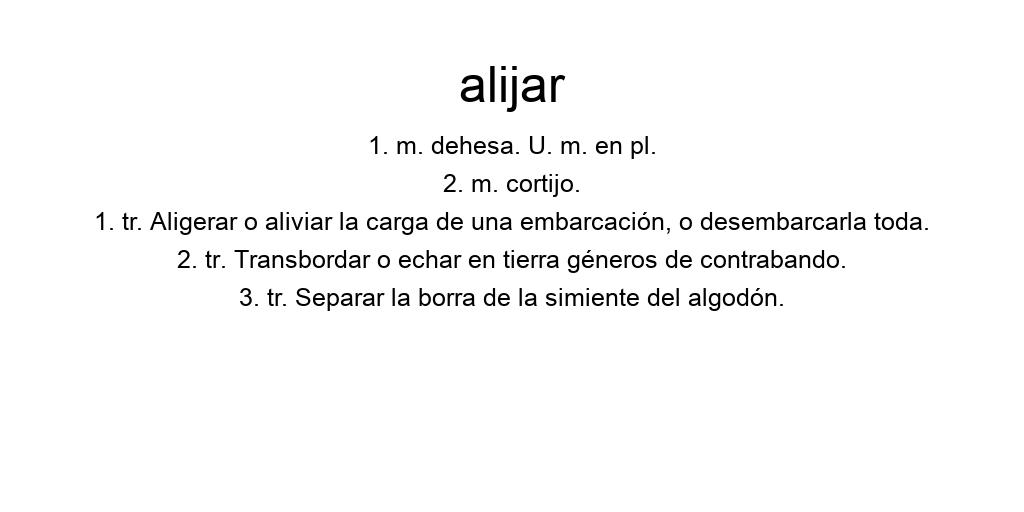 alijar
1. m. dehesa. U. m. en pl.
2. m. cortijo.
1. tr. Aligerar o aliviar la carga de una embarcación, o desembarcarla toda.
2. tr. Transbordar o echar en tierra géneros de contrabando.
3. tr. Separar la borra de la simiente del algodón.